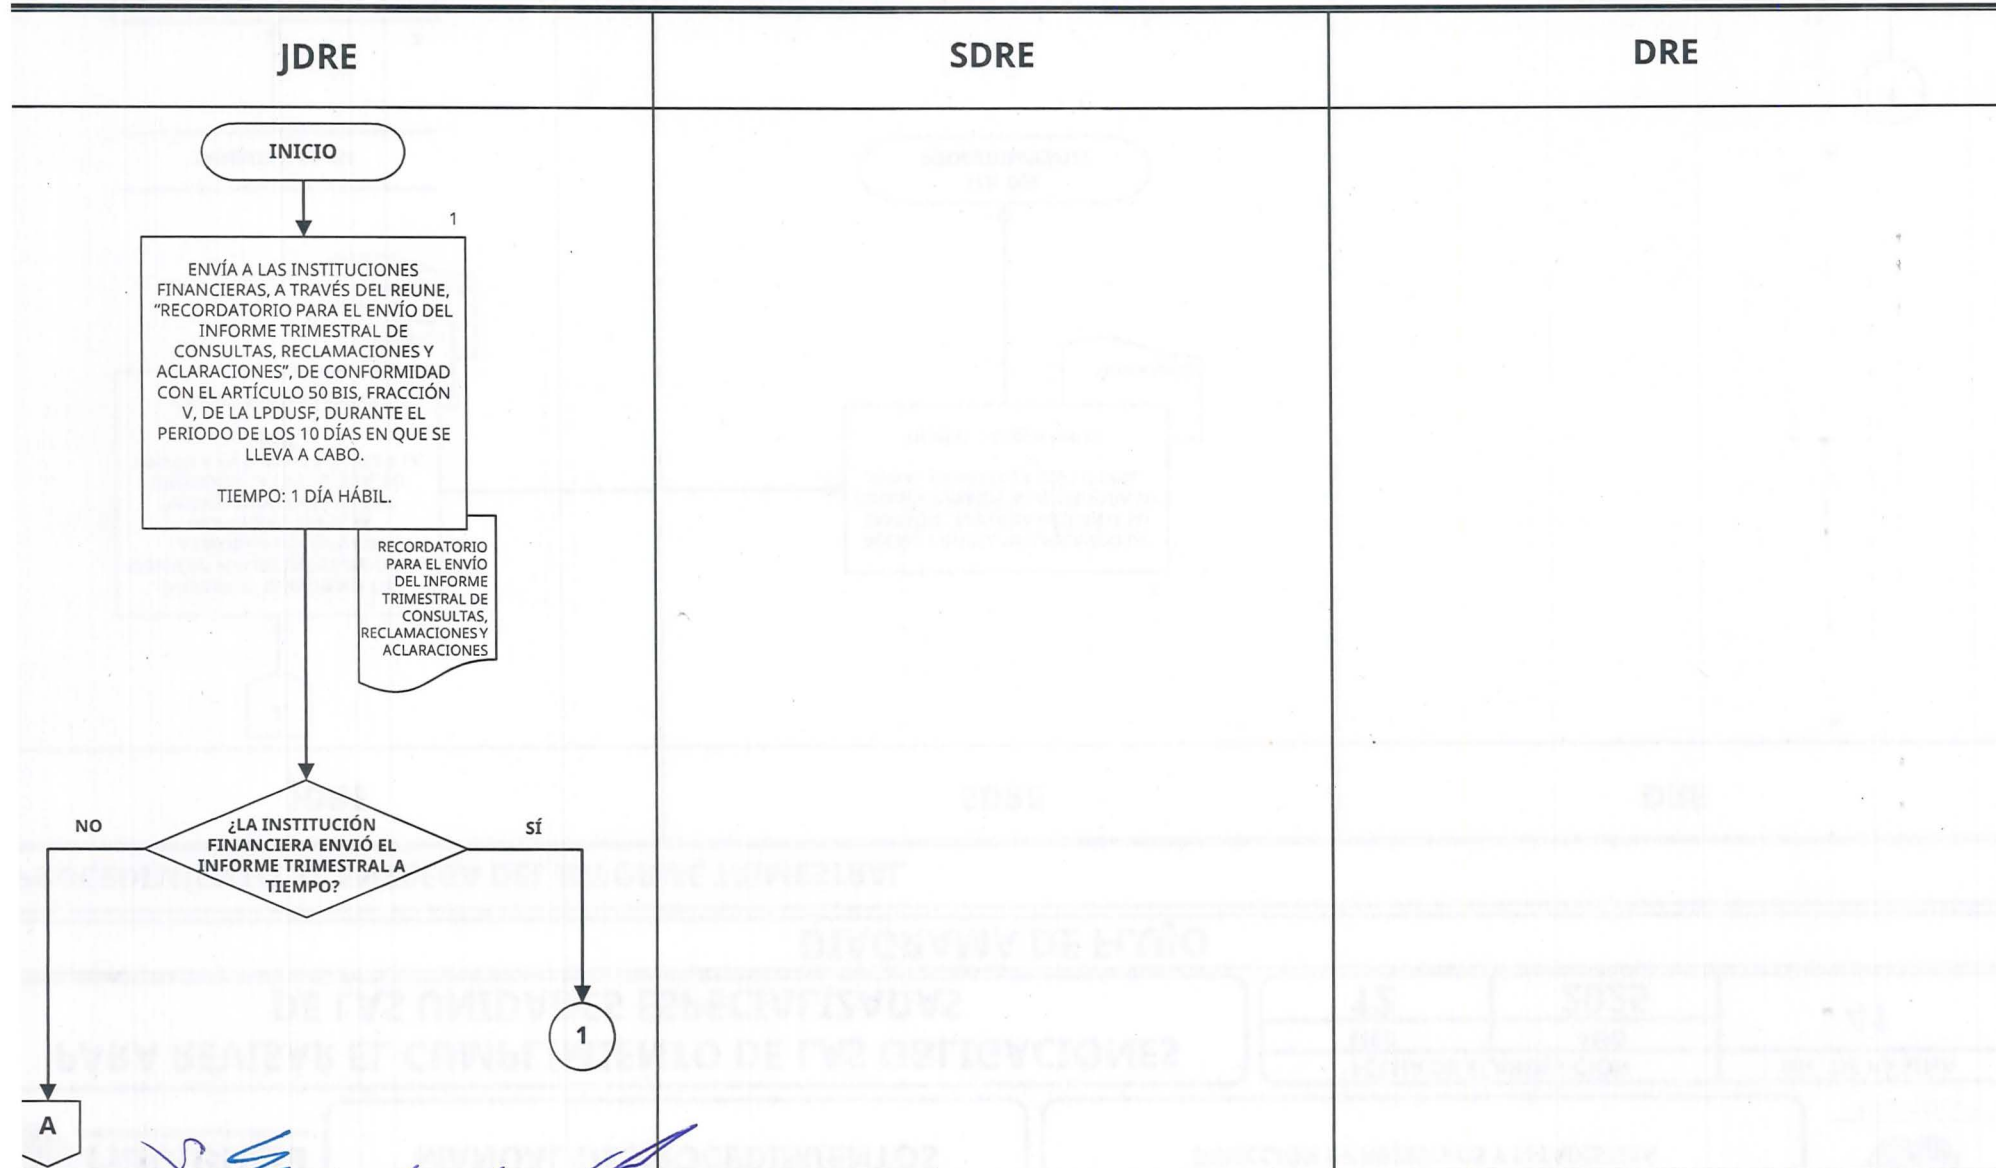 JDRE
SDRE
DRE
INICIO
1
ENVÍA A LAS INSTITUCIONES
FINANCIERAS, A TRAVÉS DEL REUNE,
“RECORDATORIO PARA EL ENVÍO DEL
INFORME TRIMESTRAL DE
CONSULTAS, RECLAMACIONES Y
ACLARACIONES”, DE CONFORMIDAD
CON EL ARTÍCULO 50 BIS, FRACCIÓN
V, DE LA LPDUSF, DURANTE EL
PERIODO DE LOS 10 DÍAS EN QUE SE
LLEVA A CABO.
TIEMPO: 1 DÍA HÁBIL.
RECORDATORIO
PARA EL ENVÍO
DEL INFORME
TRIMESTRAL DE
CONSULTAS,
RECLAMACIONES Y
ACLARACIONES
NO
¿LA INSTITUCIÓN
FINANCIERA ENVIÓ EL
INFORME TRIMESTRAL A
TIEMPO?
SÍ
1
A